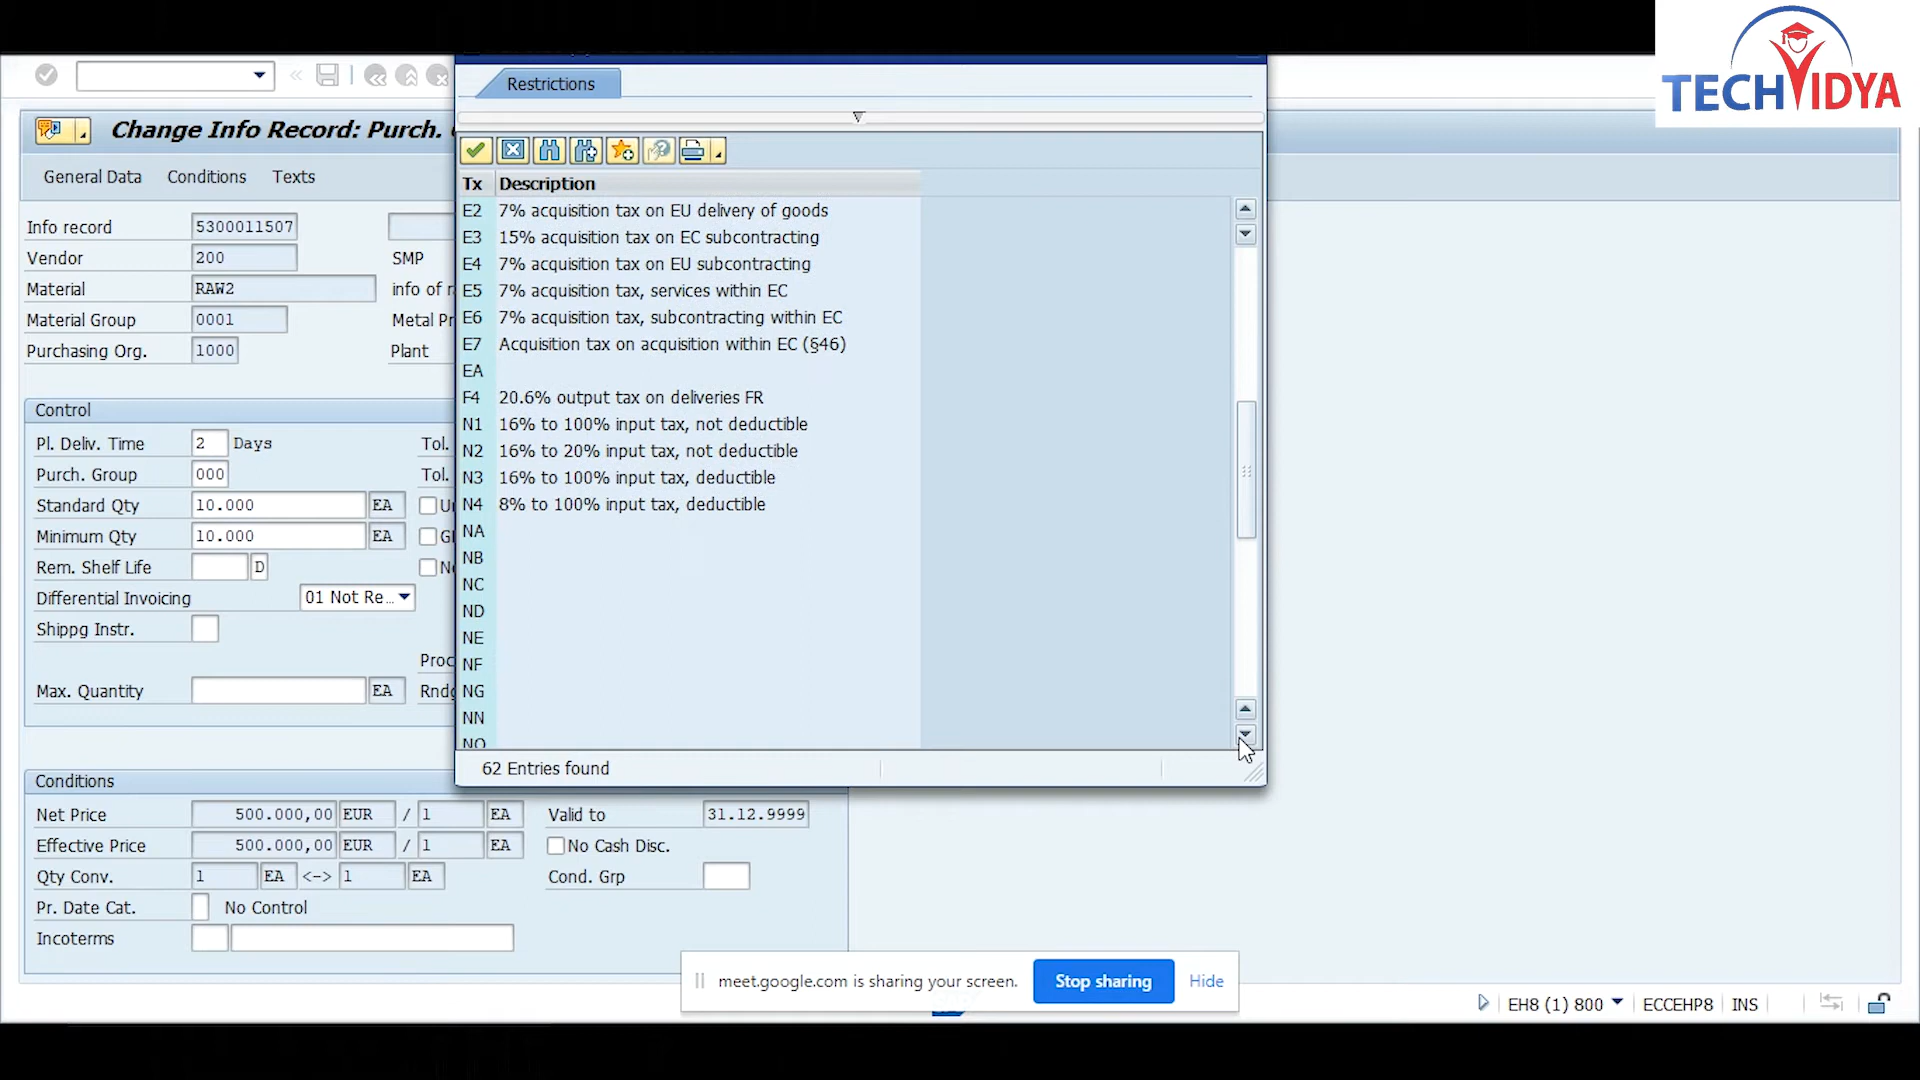 TECHVIDYA
Restrictions
Change Info Record: Purch.
General Data Conditions Texts
Info record 5300011507
Vendor 200 SMP
Material RAW2 info of
Material Group 0001 Metal
Purchasing Org. 1000 Plant
Control
Pl. Deliv. Time 2 Days Tol.
Purch. Group 000 Tol.
Standard Qty 10.000 EA
Minimum Qty 10.000 EA
Rem. Shelf Life D
Differential Invoicing 01 Not Re...
Shippg Instr.
Max. Quantity EA
Tx Description
E2 7% acquisition tax on EU delivery of goods
E3 15% acquisition tax on EC subcontracting
E4 7% acquisition tax on EU subcontracting
E5 7% acquisition tax, services within EC
E6 7% acquisition tax, subcontracting within EC
E7 Acquisition tax on acquisition within EC (§46)
EA
F4 20.6% output tax on deliveries FR
N1 16% to 100% input tax, not deductible
N2 16% to 20% input tax, not deductible
N3 16% to 100% input tax, deductible
N4 8% to 100% input tax, deductible
NA
NB
NC
ND
NE
NF
NG
NN
62 Entries found
Conditions
Net Price 500.000,00 EUR / 1 EA Valid to 31.12.9999
Effective Price 500.000,00 EUR / 1 EA No Cash Disc.
Qty Conv. 1 EA <-> 1 EA Cond. Grp
Pr. Date Cat. No Control
Incoterms
meet.google.com is sharing your screen. Stop sharing Hide
EH8 (1) 800 ECCEHP8 INS